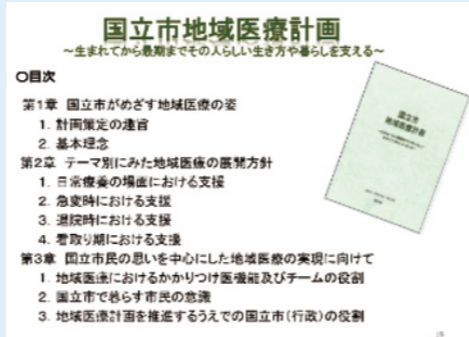 国立市地域医療計画
～生まれてから最期までその人らしい生き方や暮らしを支える～
〇目次
第1章 国立市がめざす地域医療の姿
1. 計画策定の趣旨
2. 基本理念
第2章 テーマ別にみた地域医療の展開方針
1. 日常療養の場面における支援
2. 急変時における支援
3. 退院時における支援
4. 看取り期における支援
第3章 国立市民の思いを中心にした地域医療の実現に向けて
1. 地域医療におけるかかりつけ医機能及びチームの役割
2. 国立市で暮らす市民の意識
3. 地域医療計画を推進するうえでの国立市(行政)の役割
国立市
地域医療計画